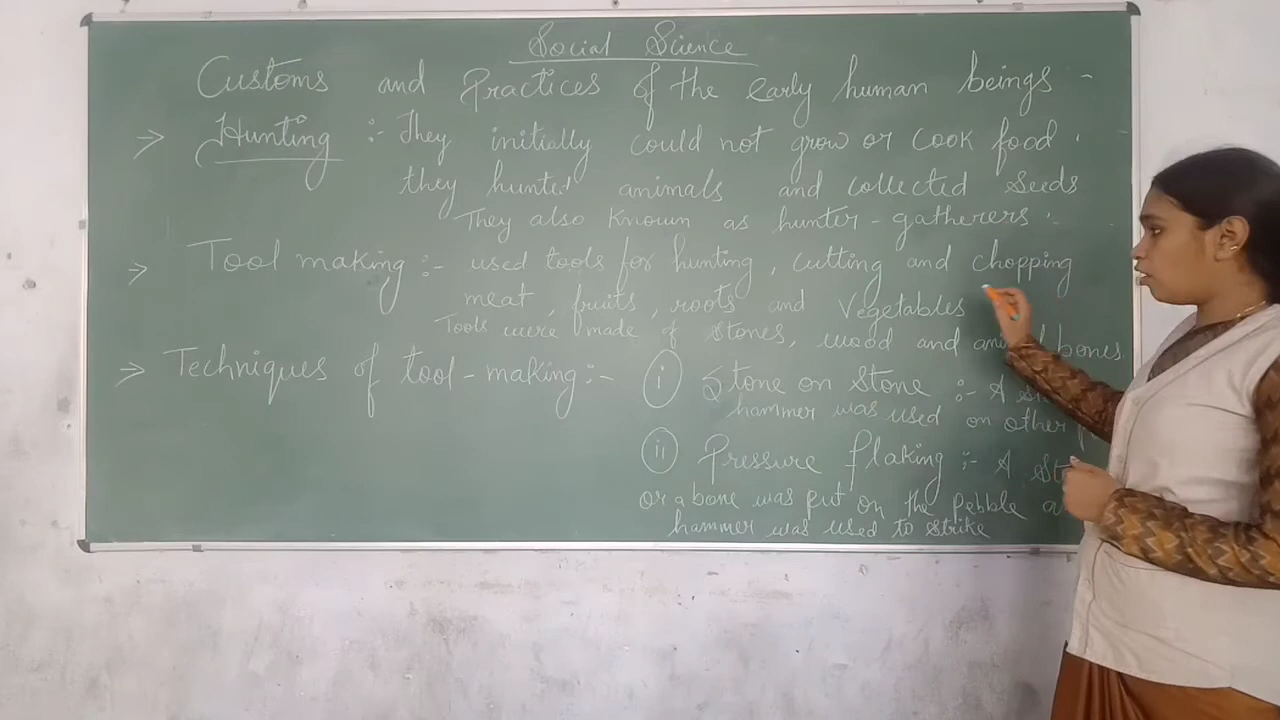 Social Science
Customs and Practices of the early human beings -
> Hunting :- They initially could not grow or cook food.
they hunted animals and collected seeds
They also known as hunter-gatherers.
> Tool making :- used tools for hunting, cutting and chopping
meat, fruits, roots and vegetables
Tools were made of stones, wood and bones.
> Techniques of tool-making :- (i) Stone on Stone :- A
hammer was used on other
(ii) Pressure flaking :- A
or a bone was put on the pebble
hammer was used to strike